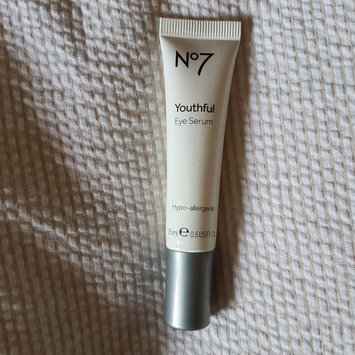 No7
Youthful
Eye Serum
Hypo-allergenic
15ml ℮ 0.5 US Fl. Oz.